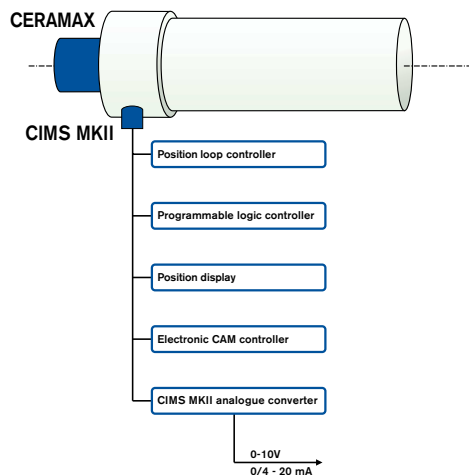 CERAMAX
CIMS MKII
Position loop controller
Programmable logic controller
Position display
Electronic CAM controller
CIMS MKII analogue converter
0-10V
0/4 - 20 mA